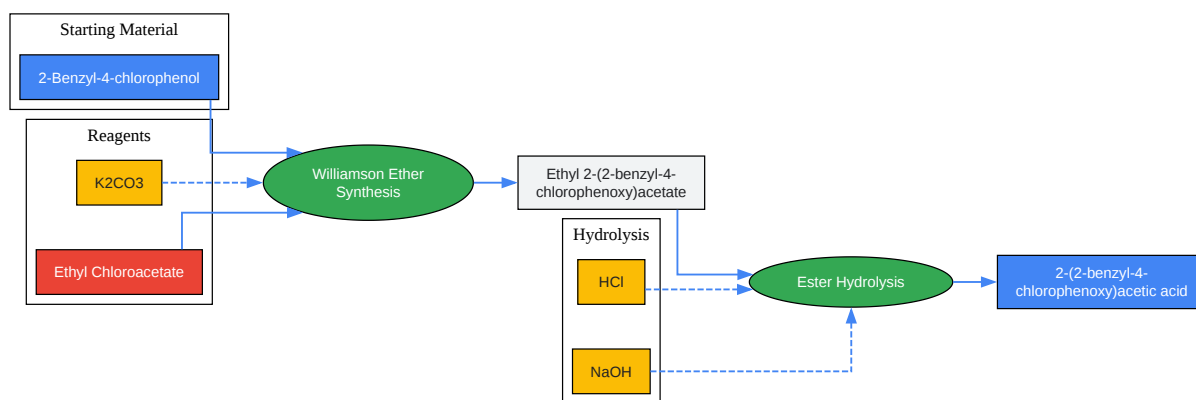 Starting Material
2-Benzyl-4-chlorophenol
Reagents
K2CO3
Ethyl Chloroacetate
Williamson Ether
Synthesis
Ethyl 2-(2-benzyl-4-
chlorophenoxy)acetate
Hydrolysis
HCl
NaOH
Ester Hydrolysis
2-(2-benzyl-4-
chlorophenoxy)acetic acid